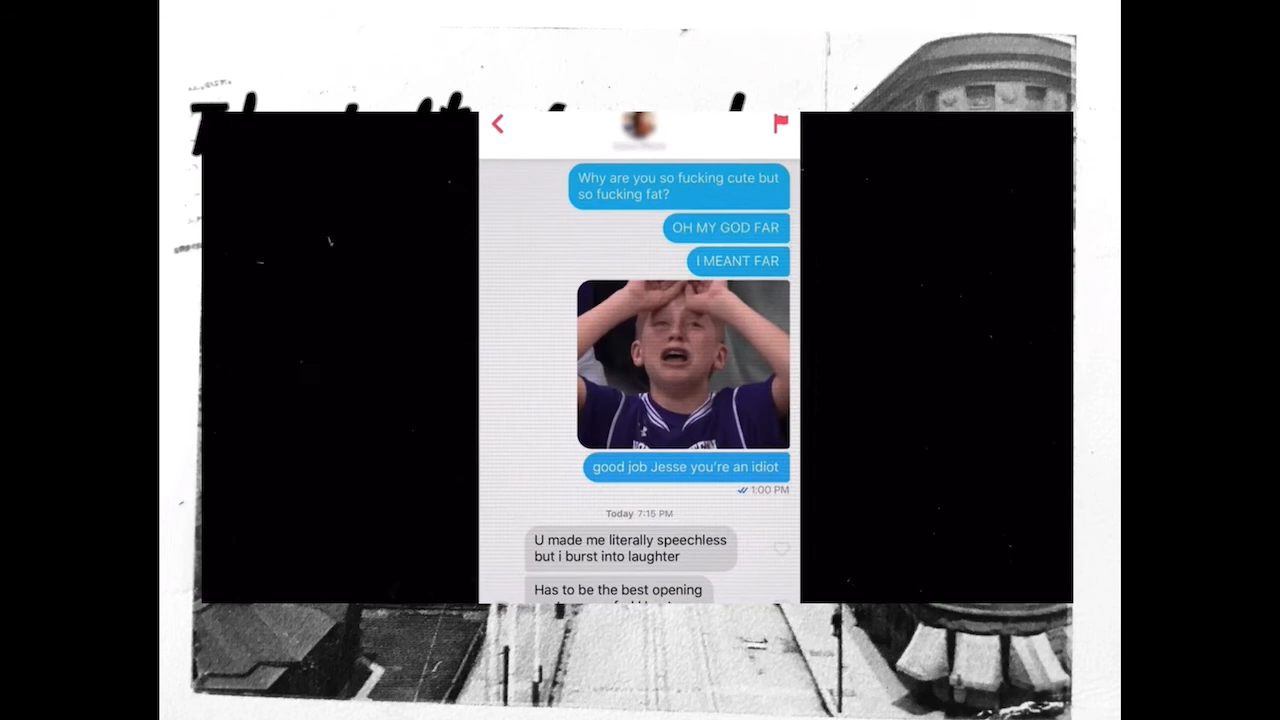 Why are you so fucking cute but
so fucking fat?
OH MY GOD FAR
I MEANT FAR
good job Jesse you're an idiot
1:00 PM
Today 7:15 PM
U made me literally speechless
but i burst into laughter
Has to be the best opening